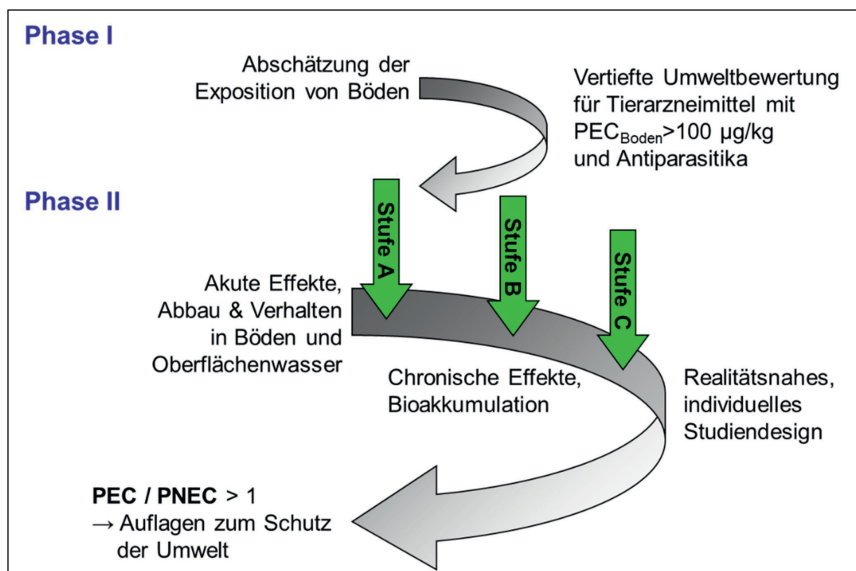 Phase I
Abschätzung der
Exposition von Böden
Vertiefte Umweltbewertung
für Tierarzneimittel mit
PEC_Boden>100 µg/kg
und Antiparasitika
Phase II
Stufe A
Stufe B
Stufe C
Akute Effekte,
Abbau & Verhalten
in Böden und
Oberflächenwasser
Chronische Effekte,
Bioakkumulation
Realitätsnahes,
individuelles
Studiendesign
PEC / PNEC > 1
→ Auflagen zum Schutz
der Umwelt